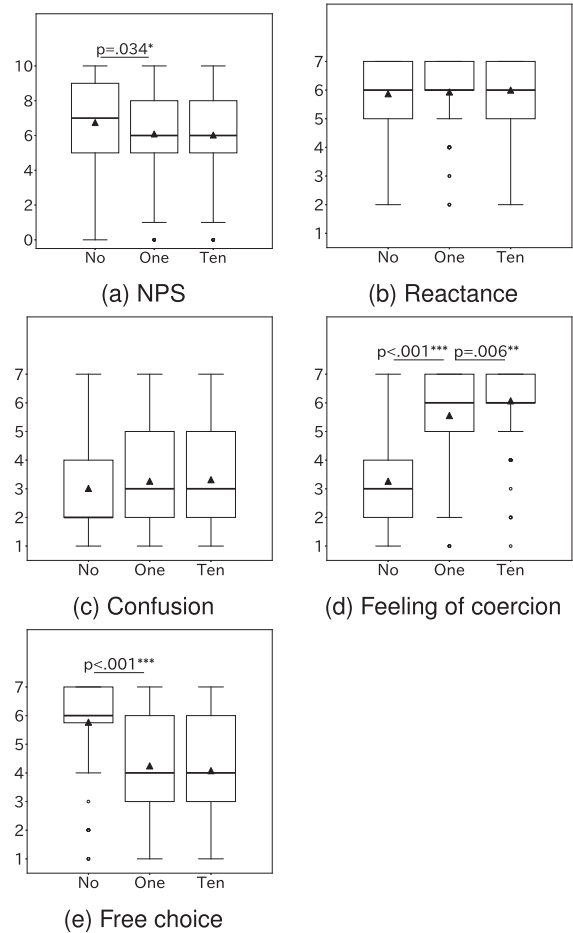 p=.034*
10
8
6
4
2
0
No One Ten
(a) NPS
7
6
5
4
3
2
1
No One Ten
(b) Reactance
7
6
5
4
3
2
1
No One Ten
(c) Confusion
p<.001*** p=.006**
7
6
5
4
3
2
1
No One Ten
(d) Feeling of coercion
p<.001***
7
6
5
4
3
2
1
No One Ten
(e) Free choice